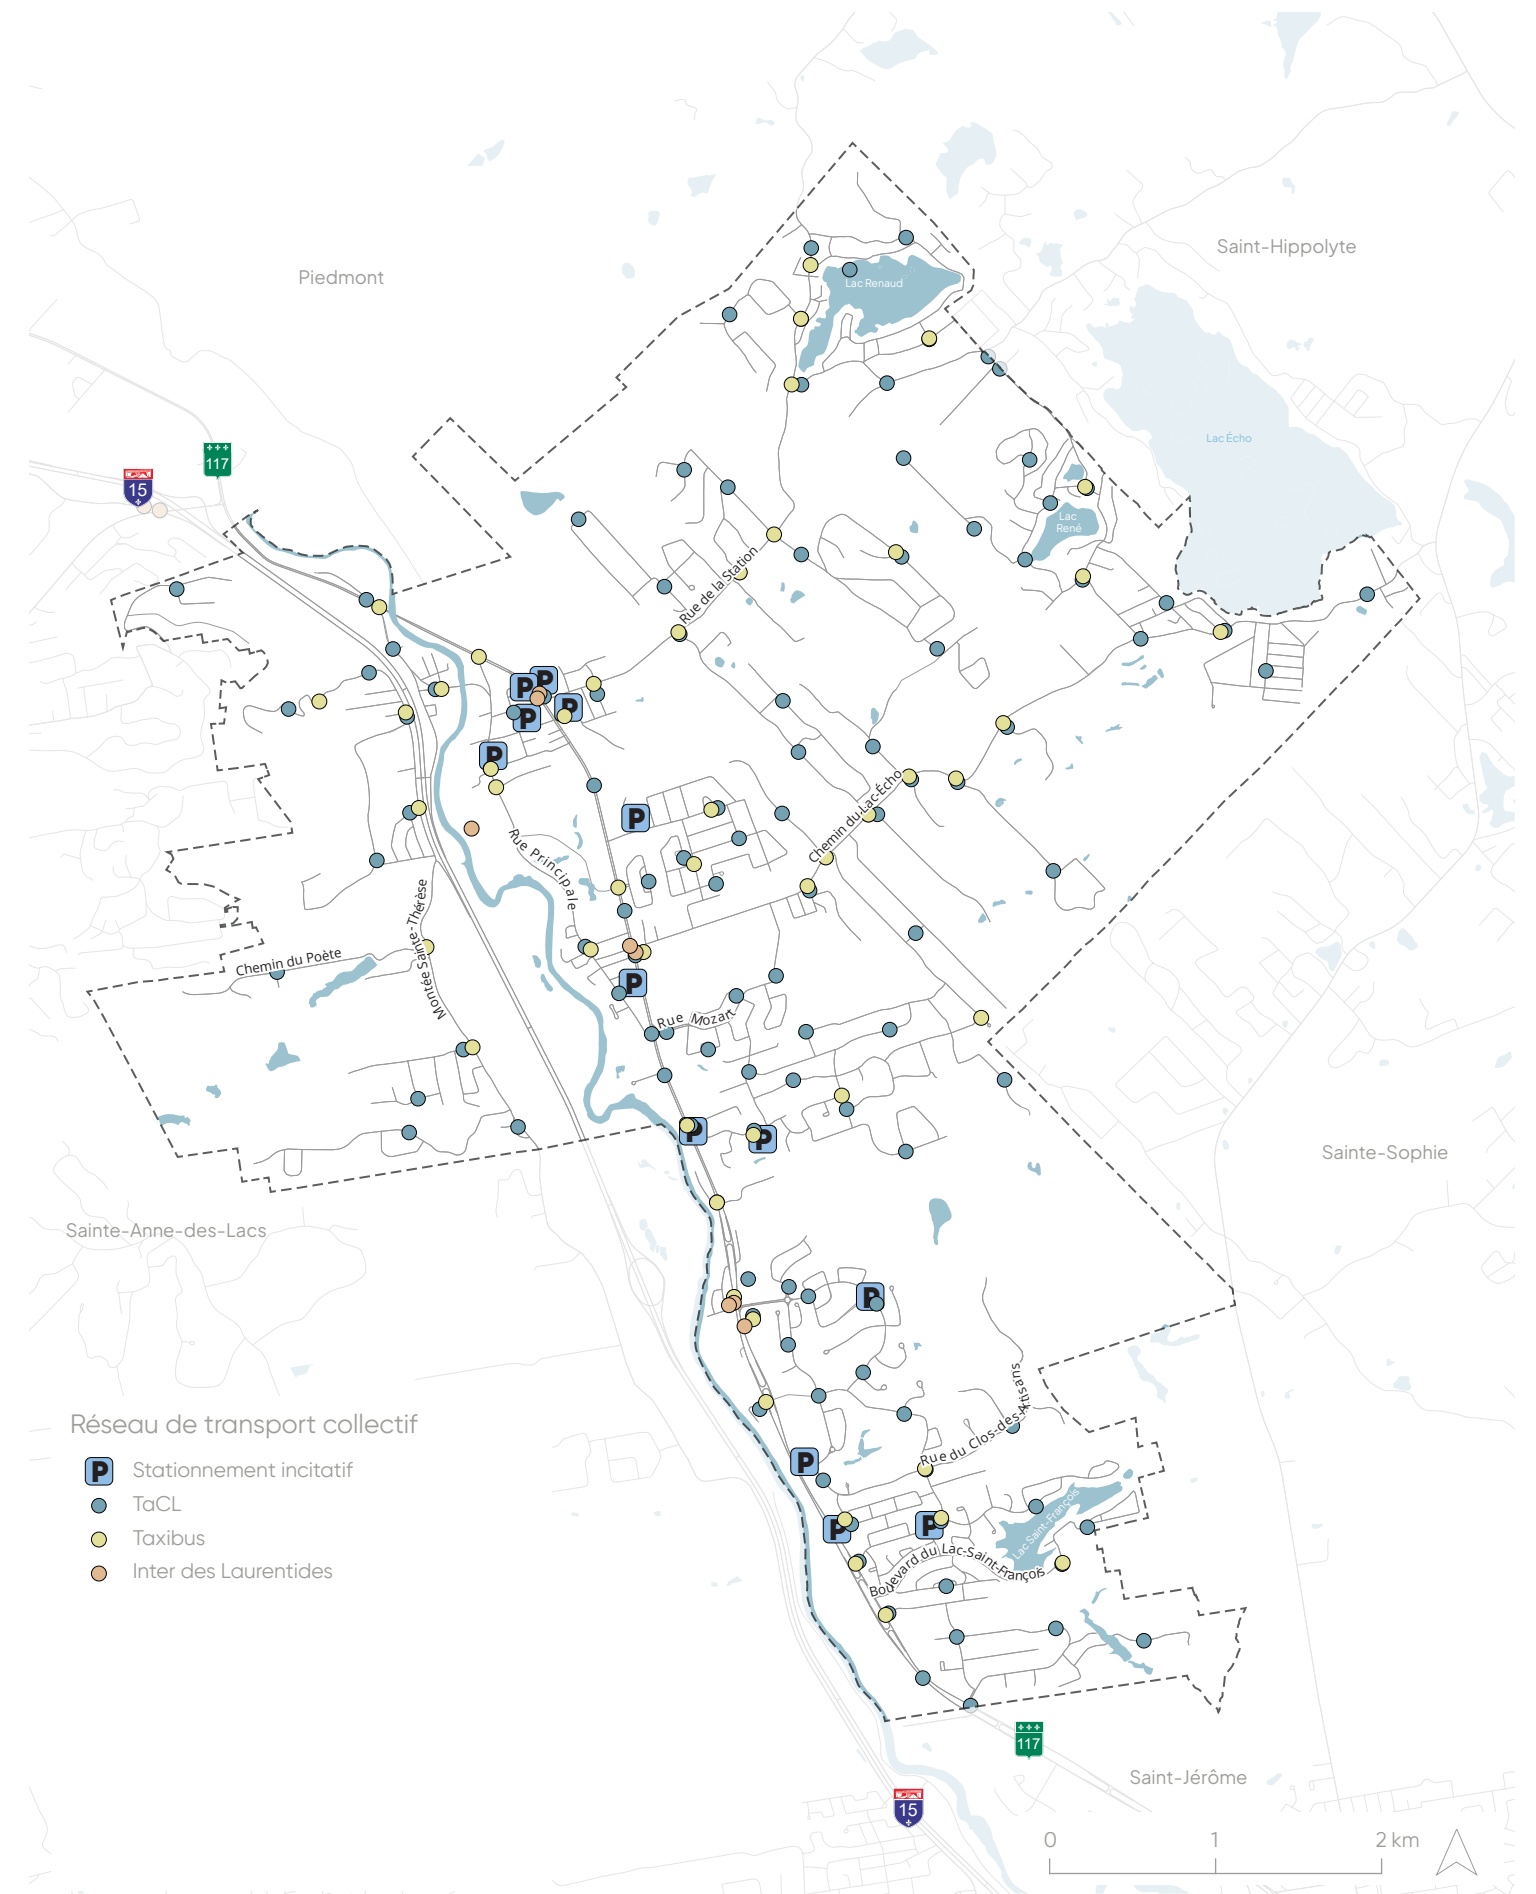 Saint-Hippolyte
Piedmont
Lac Renaud
Lac Écho
117
15
Lac
René
Rue de la Station
P
P
P
P
P
P
Chemin du Lac-Écho
Rue Principale
Montée Sainte-Thérèse
Chemin du Poète
P
Rue Mozart
P
P
Sainte-Sophie
Sainte-Anne-des-Lacs
P
Rue du Clos-des-Artisans
Réseau de transport collectif
P Stationnement incitatif
TaCL
Taxibus
Inter des Laurentides
P
P
P
Lac Saint-François
Boulevard du Lac-Saint-François
117
Saint-Jérôme
15
0 1 2 km